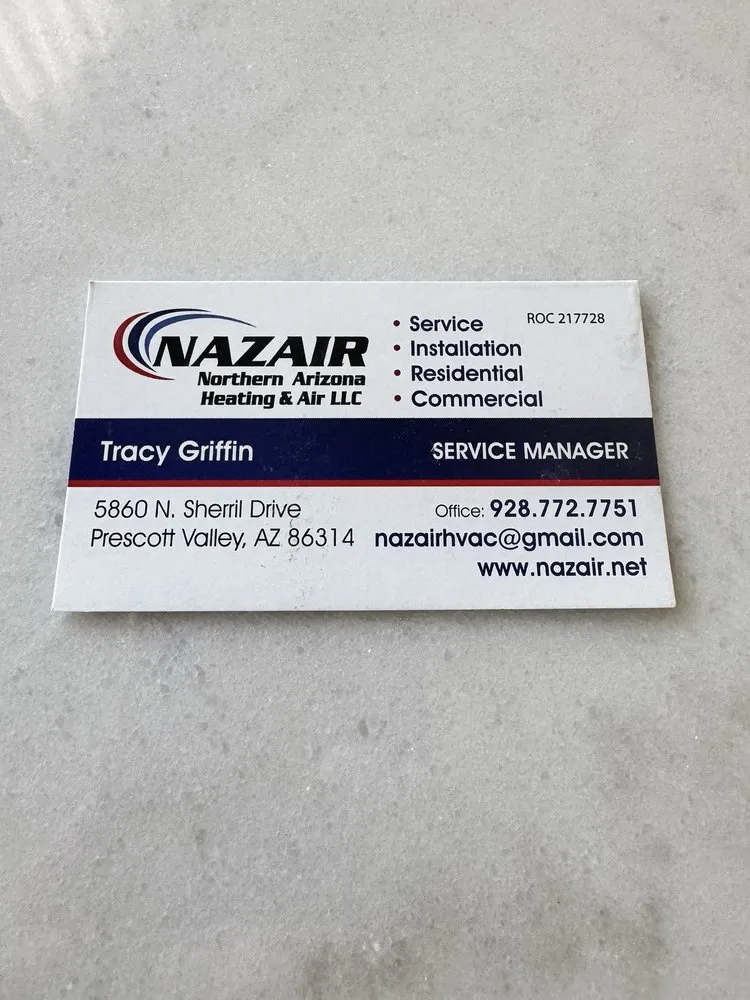 NAZAIR
Northern Arizona
Heating & Air LLC
• Service
• Installation
• Residential
• Commercial
ROC 217728
Tracy Griffin
SERVICE MANAGER
5860 N. Sherril Drive
Prescott Valley, AZ 86314
Office: 928.772.7751
nazairhvac@gmail.com
www.nazair.net